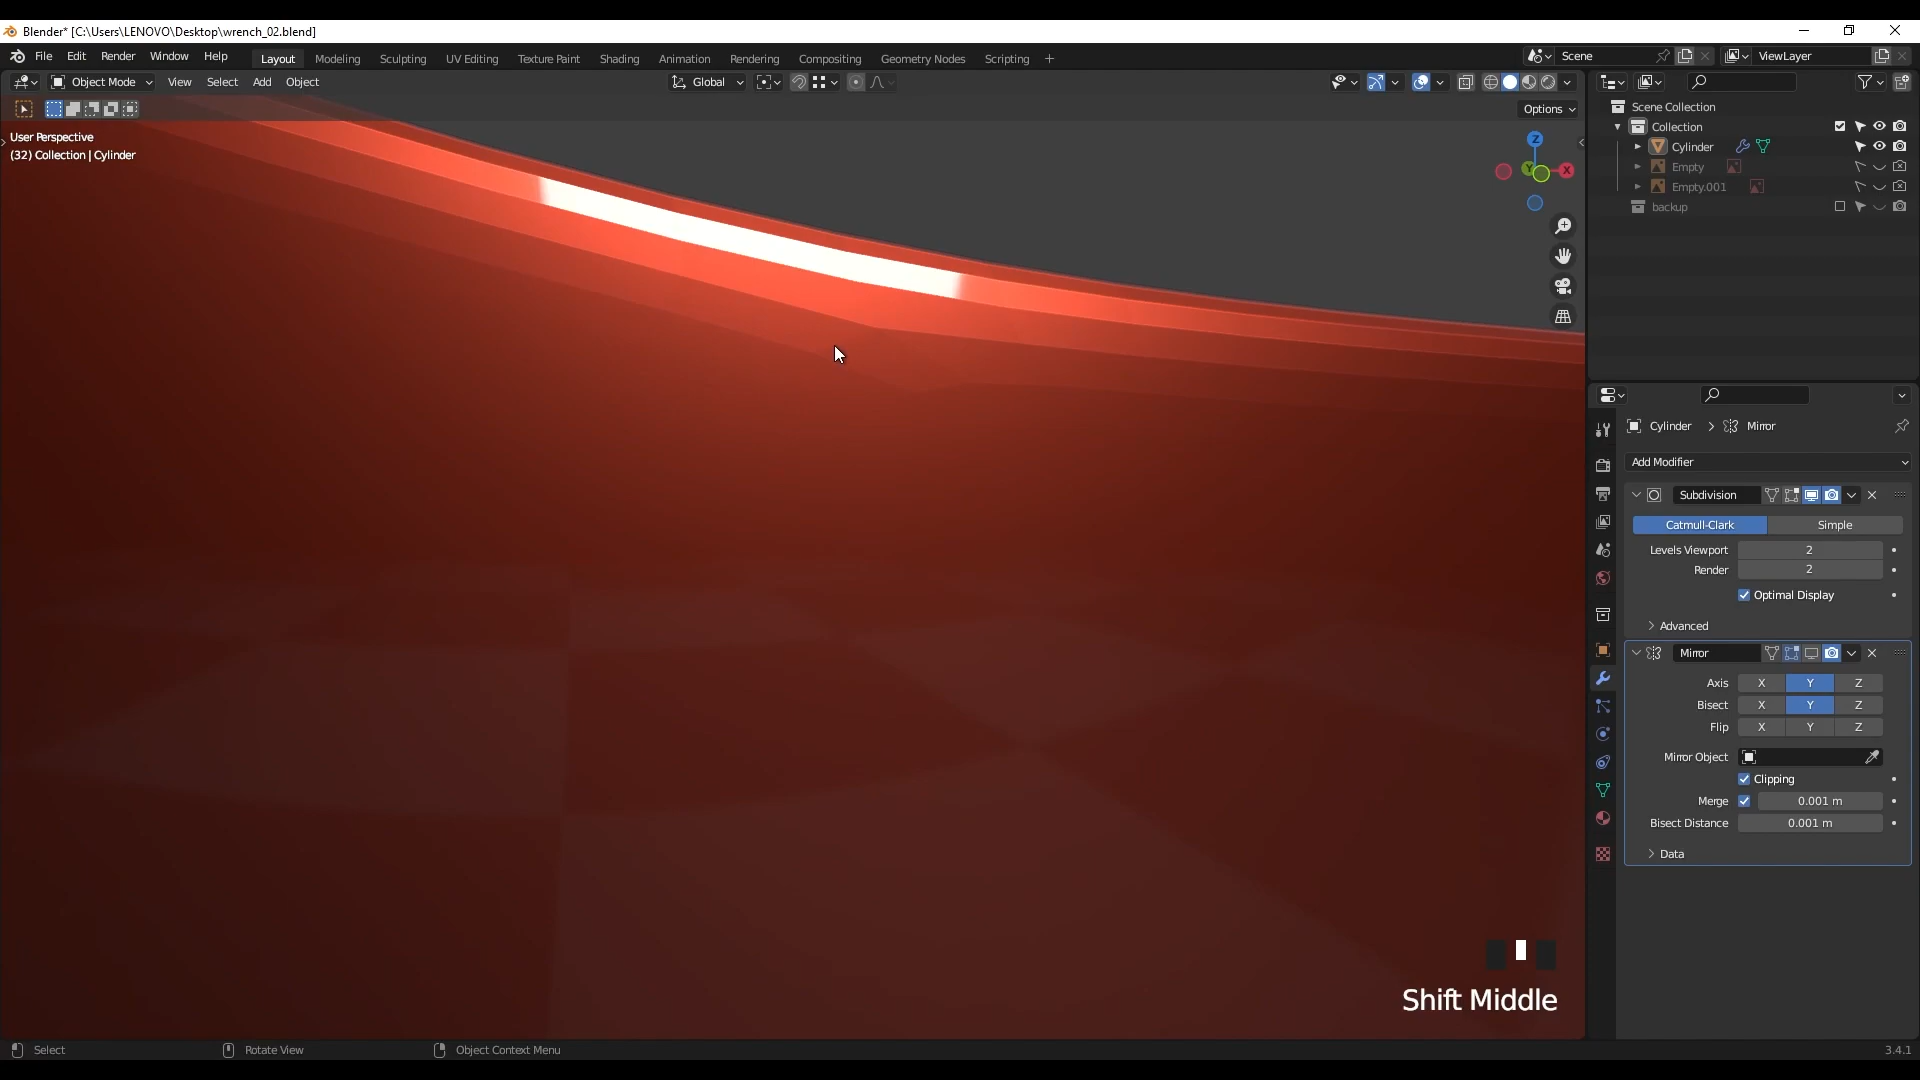 Blender* [C:\Users\LENOVO\Desktop\wrench_02.blend]
File Edit Render Window Help Layout Modeling Sculpting UV Editing Texture Paint Shading Animation Rendering Compositing Geometry Nodes Scripting + Scene ViewLayer
Object Mode View Select Add Object Global
Options
User Perspective
(32) Collection | Cylinder
Z
Y
X
Scene Collection
Collection
Cylinder
Empty
Empty.001
backup
Cylinder > Mirror
Add Modifier
Subdivision
Catmull-Clark Simple
Levels Viewport 2
Render 2
Optimal Display
Advanced
Mirror
Axis X Y Z
Bisect X Y Z
Flip X Y Z
Mirror Object
Clipping
Merge 0.001 m
Bisect Distance 0.001 m
Data
Shift Middle
Select Rotate View Object Context Menu 3.4.1